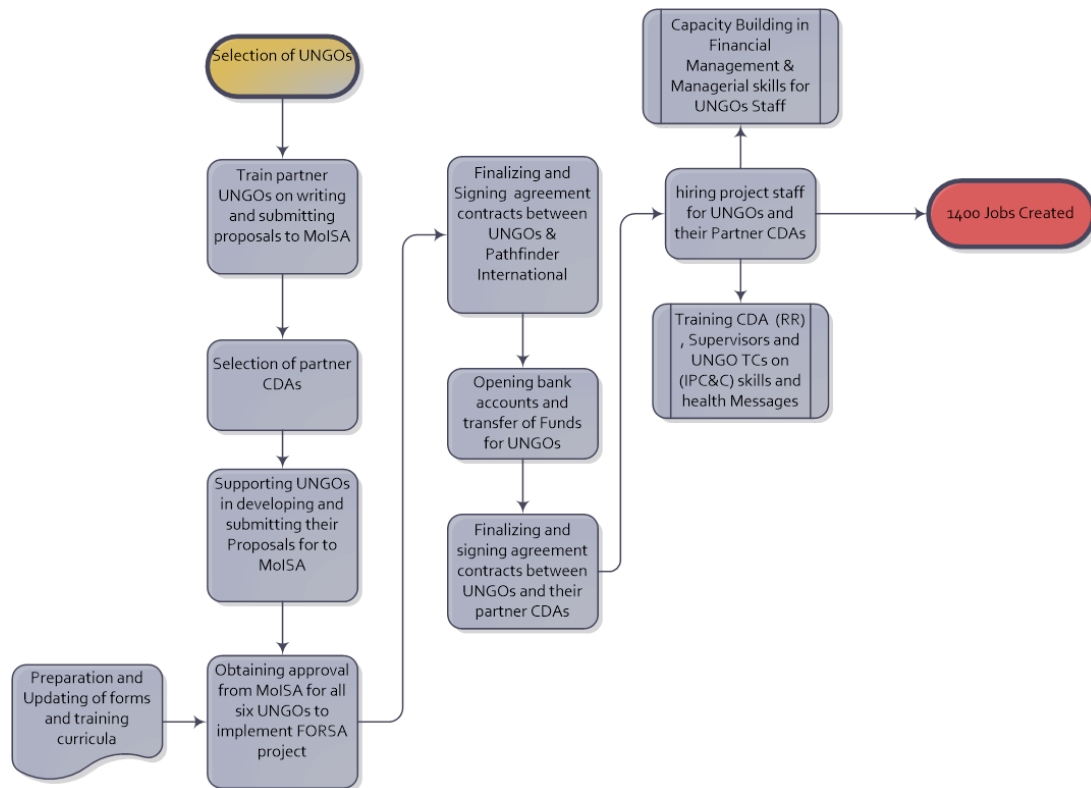 Selection of UNGOs
Train partner
UNGOs on writing
and submitting
proposals to MoISA
Selection of partner
CDAs
Supporting UNGOs
in developing and
submitting their
Proposals for to
MoISA
Preparation and
Updating of forms
and training
curricula
Obtaining approval
from MoISA for all
six UNGOs to
implement FORSA
project
Finalizing and
Signing agreement
contracts between
UNGOs &
Pathfinder
International
Opening bank
accounts and
transfer of Funds
for UNGOs
Finalizing and
signing agreement
contracts between
UNGOs and their
partner CDAs
Capacity Building in
Financial
Management &
Managerial skills for
UNGOs Staff
hiring project staff
for UNGOs and
their Partner CDAs
Training CDA (RR)
, Supervisors and
UNGO TCs on
(IPC&C) skills and
health Messages
1400 Jobs Created